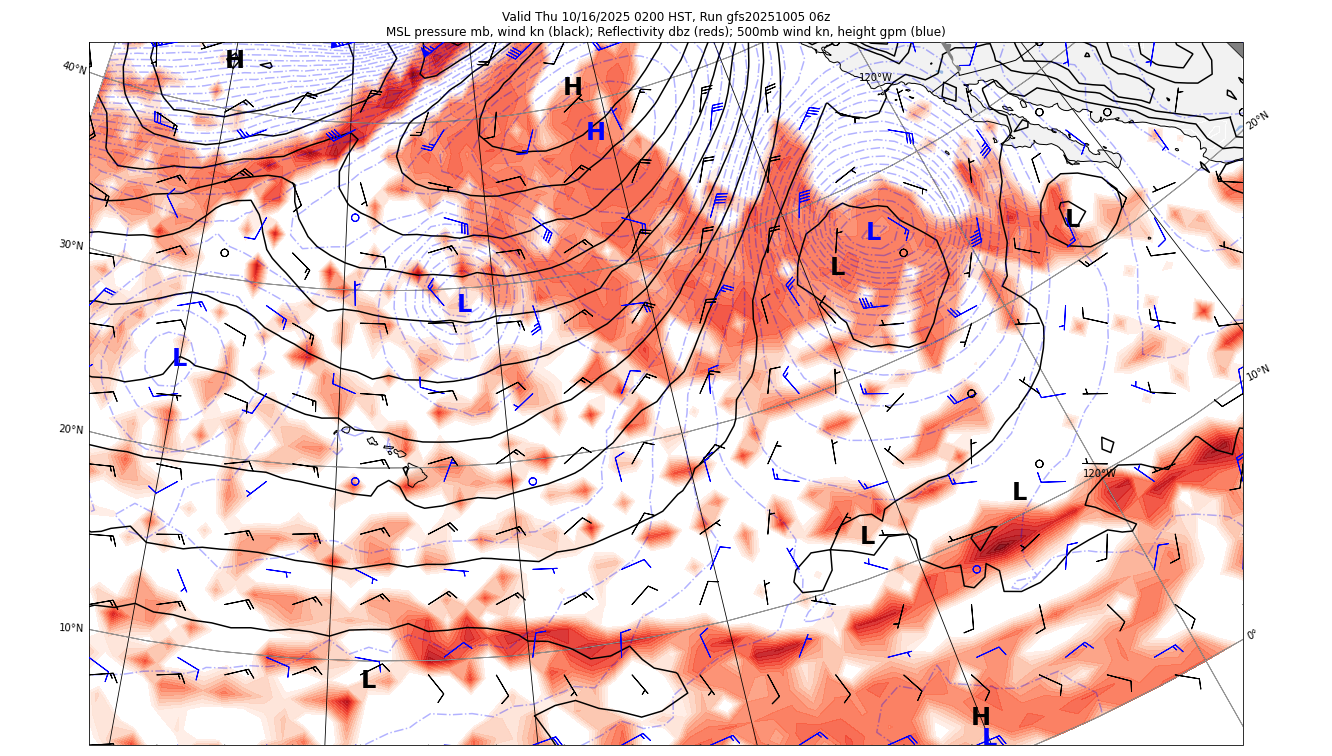 Valid Thu 10/16/2025 0200 HST, Run gfs20251005 06z
MSL pressure mb, wind kn (black); Reflectivity dbz (reds); 500mb wind kn, height gpm (blue)
H
40°N
H
120°W
H
20°N
L
L
L
30°N
L
L
10°N
20°N
120°W
L
L
10°N
0°
L
H
L